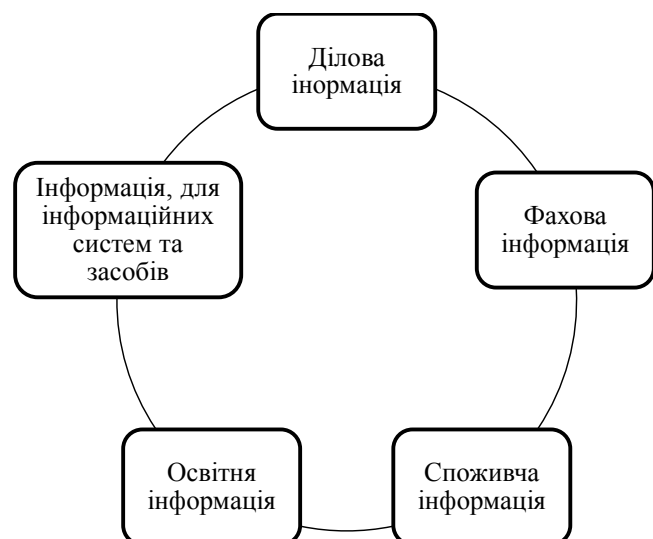 Ділова
інормація
Фахова
інформація
Споживча
інформація
Освітня
інформація
Інформація, для
інформаційних
систем та
засобів